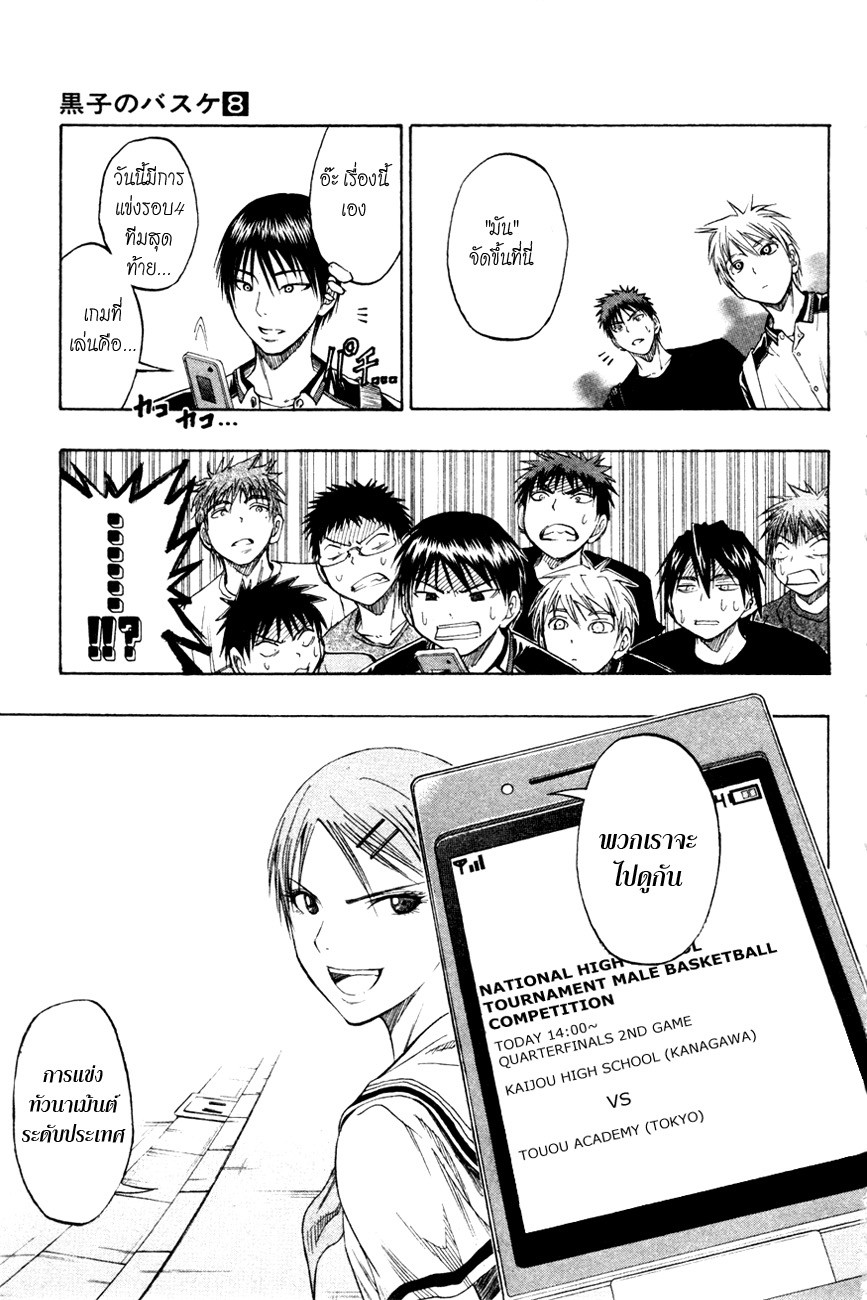 黒子のバスケ8
"มัน"
จัดขึ้นที่นี่
อ๊ะ เรื่องนี้
เอง
วันนี้มีการ
แข่งรอบ4
ทีมสุด
ท้าย...
เกมที่
เล่นคือ...
カコ
カコ...
!!?
พวกเราจะ
ไปดูกัน
NATIONAL HIGH
TOURNAMENT MALE BASKETBALL
COMPETITION
TODAY 14:00~
QUARTERFINALS 2ND GAME
KAIJOU HIGH SCHOOL (KANAGAWA)
VS
TOUOU ACADEMY (TOKYO)
การแข่ง
ทัวนาเม้นต์
ระดับประเทศ